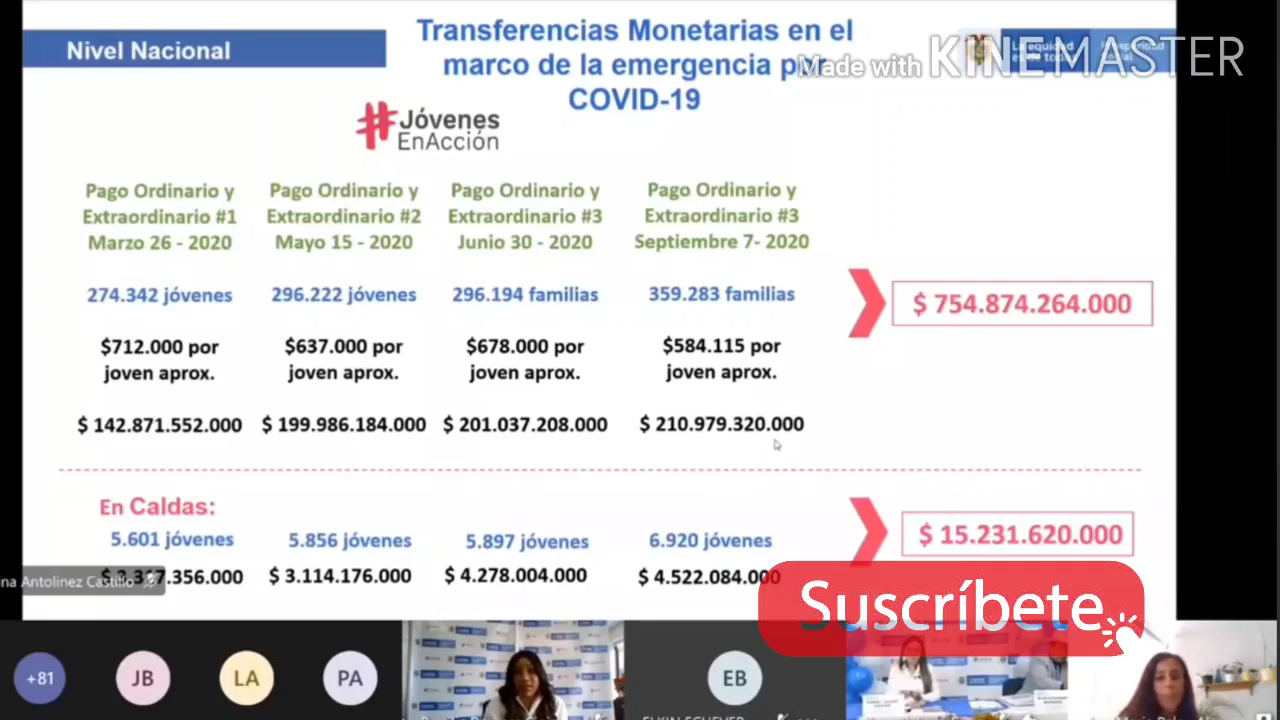 Nivel Nacional
Transferencias Monetarias en el
marco de la emergencia
COVID-19
Made with KINEMASTER
#JóvenesEnAcción
Pago Ordinario y
Extraordinario #1
Marzo 26 - 2020
Pago Ordinario y
Extraordinario #2
Mayo 15 - 2020
Pago Ordinario y
Extraordinario #3
Junio 30 - 2020
Pago Ordinario y
Extraordinario #3
Septiembre 7- 2020
274.342 jóvenes
296.222 jóvenes
296.194 familias
359.283 familias
$ 754.874.264.000
$712.000 por
joven aprox.
$637.000 por
joven aprox.
$678.000 por
joven aprox.
$584.115 por
joven aprox.
$ 142.871.552.000
$ 199.986.184.000
$ 201.037.208.000
$ 210.979.320.000
En Caldas:
5.601 jóvenes
5.856 jóvenes
5.897 jóvenes
6.920 jóvenes
$ 15.231.620.000
Antolinez Castillo
.356.000
$ 3.114.176.000
$ 4.278.004.000
$ 4.522.084.000
Suscríbete
+81
JB
LA
PA
EB